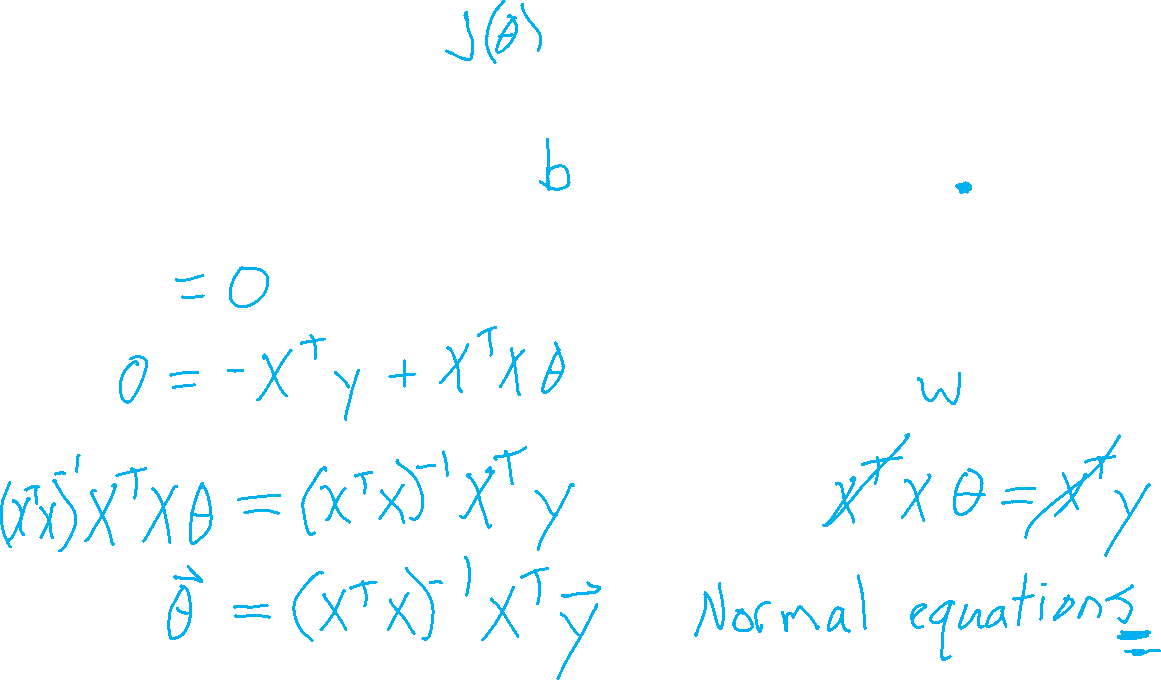 J(θ)
b
= 0
0 = -Xᵀy + XᵀXθ
w
(XᵀX)⁻¹XᵀXθ = (XᵀX)⁻¹Xᵀy
XᵀXθ = Xᵀy
θ⃗ = (XᵀX)⁻¹Xᵀy⃗
Normal equations